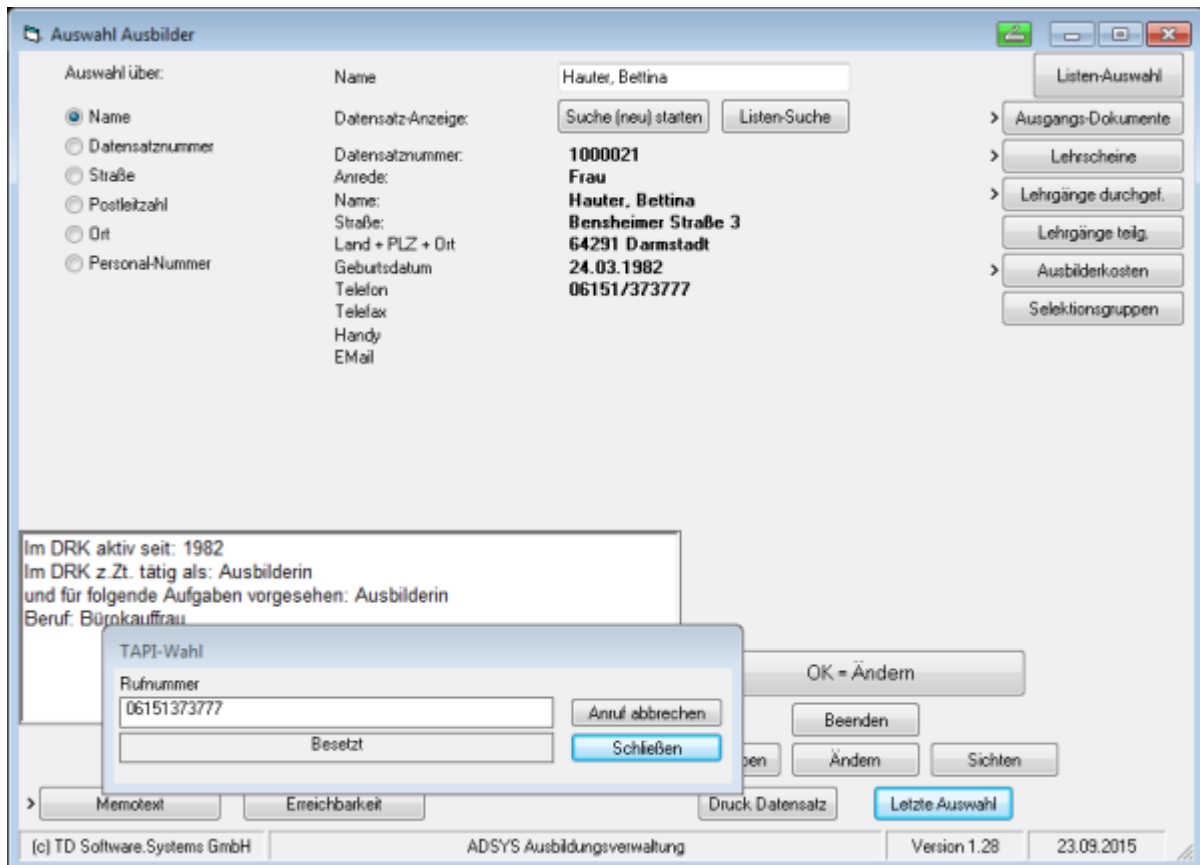 Auswahl Ausbilder
Auswahl über:
Name
Datensatznummer
Straße
Postleitzahl
Ort
Personal-Nummer
Name
Hauter, Bettina
Datensatz-Anzeige:
Suche (neu) starten
Listen-Suche
Datensatznummer: 1000021
Anrede: Frau
Name: Hauter, Bettina
Straße: Bensheimer Straße 3
Land + PLZ + Ort 64291 Darmstadt
Geburtsdatum 24.03.1982
Telefon 06151/373777
Telefax
Handy
EMail
Listen-Auswahl
> Ausgangs-Dokumente
> Lehrscheine
> Lehrgänge durchgef.
Lehrgänge teilg.
> Ausbilderkosten
Selektionsgruppen
Im DRK aktiv seit: 1982
Im DRK z.Zt. tätig als: Ausbilderin
und für folgende Aufgaben vorgesehen: Ausbilderin
Beruf: Bürokauffrau
TAPI-Wahl
Rufnummer
06151373777
Anruf abbrechen
Besetzt
Schließen
OK = Ändern
Beenden
Ändern
Sichten
> Memotext
Erreichbarkeit
Druck Datensatz
Letzte Auswahl
(c) TD Software.Systems GmbH
ADSYS Ausbildungsverwaltung
Version 1.28
23.09.2015